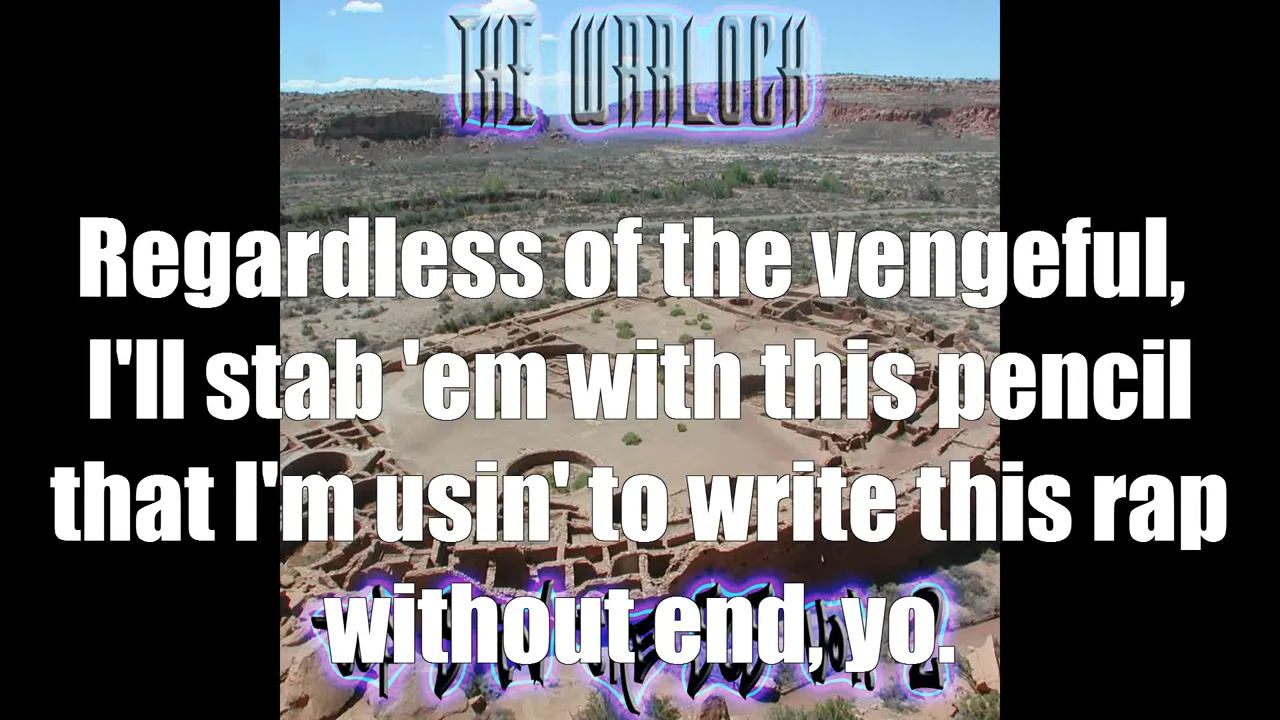 THE WARLOCK
Regardless of the vengeful,
I'll stab 'em with this pencil
that I'm usin' to write this rap
without end, yo.